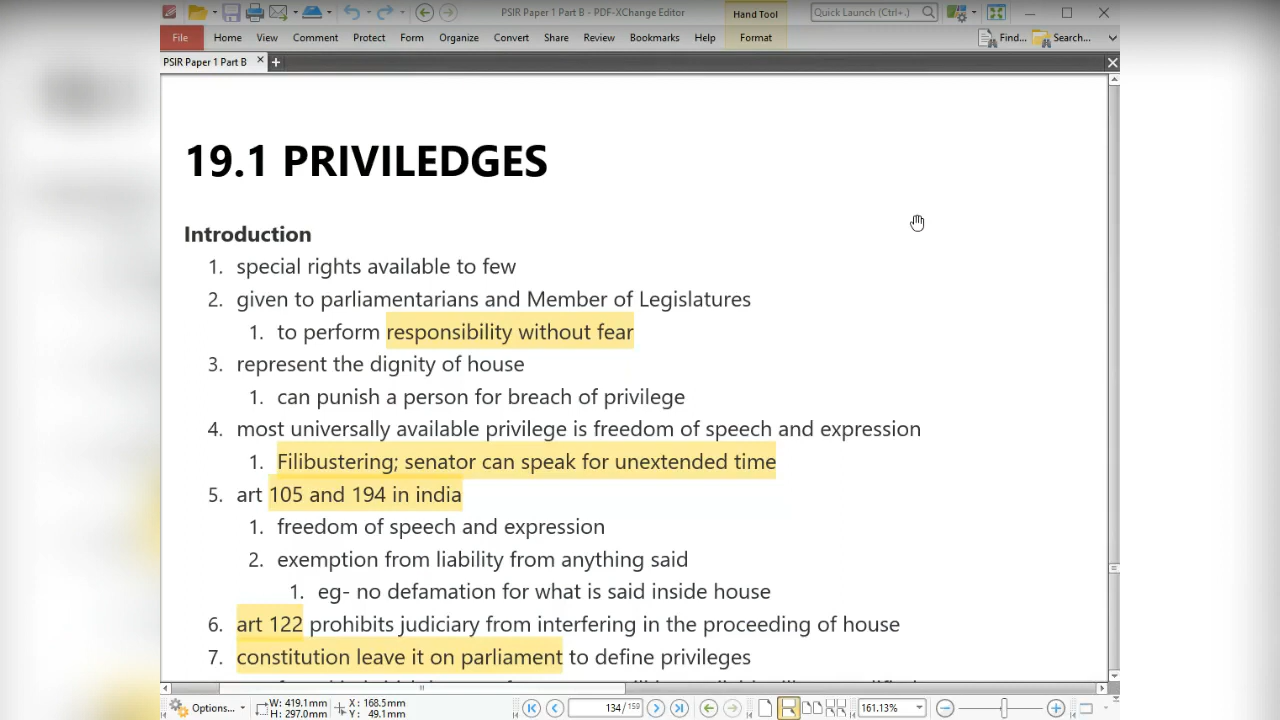 PSIR Paper 1 Part B - PDF-XChange Editor
Hand Tool
Quick Launch (Ctrl+.)
File Home View Comment Protect Form Organize Convert Share Review Bookmarks Help Format Find... Search...
PSIR Paper 1 Part B
19.1 PRIVILEDGES
Introduction
1. special rights available to few
2. given to parliamentarians and Member of Legislatures
1. to perform responsibility without fear
3. represent the dignity of house
1. can punish a person for breach of privilege
4. most universally available privilege is freedom of speech and expression
1. Filibustering; senator can speak for unextended time
5. art 105 and 194 in india
1. freedom of speech and expression
2. exemption from liability from anything said
1. eg- no defamation for what is said inside house
6. art 122 prohibits judiciary from interfering in the proceeding of house
7. constitution leave it on parliament to define privileges
Options... W: 419.1mm X: 168.5mm 134/159 161.13%
H: 297.0mm Y: 49.1mm